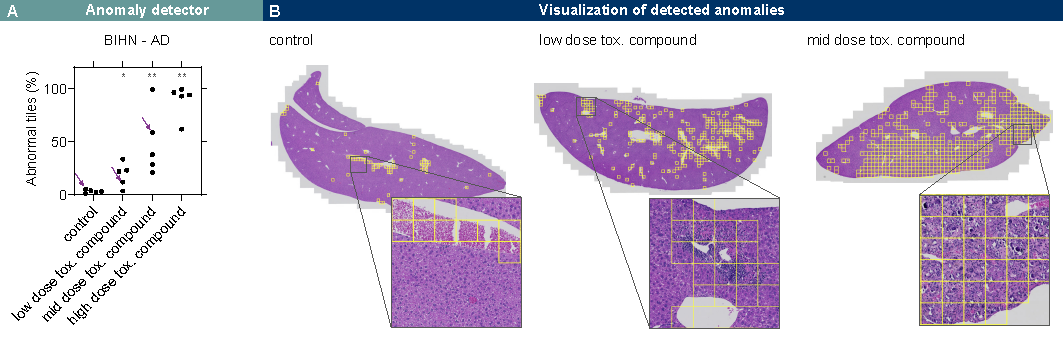 A Anomaly detector
B Visualization of detected anomalies
BIHN - AD
control
low dose tox. compound
mid dose tox. compound
Abnormal tiles (%)
* ** **
100
50
0
control
low dose tox. compound
mid dose tox. compound
high dose tox. compound